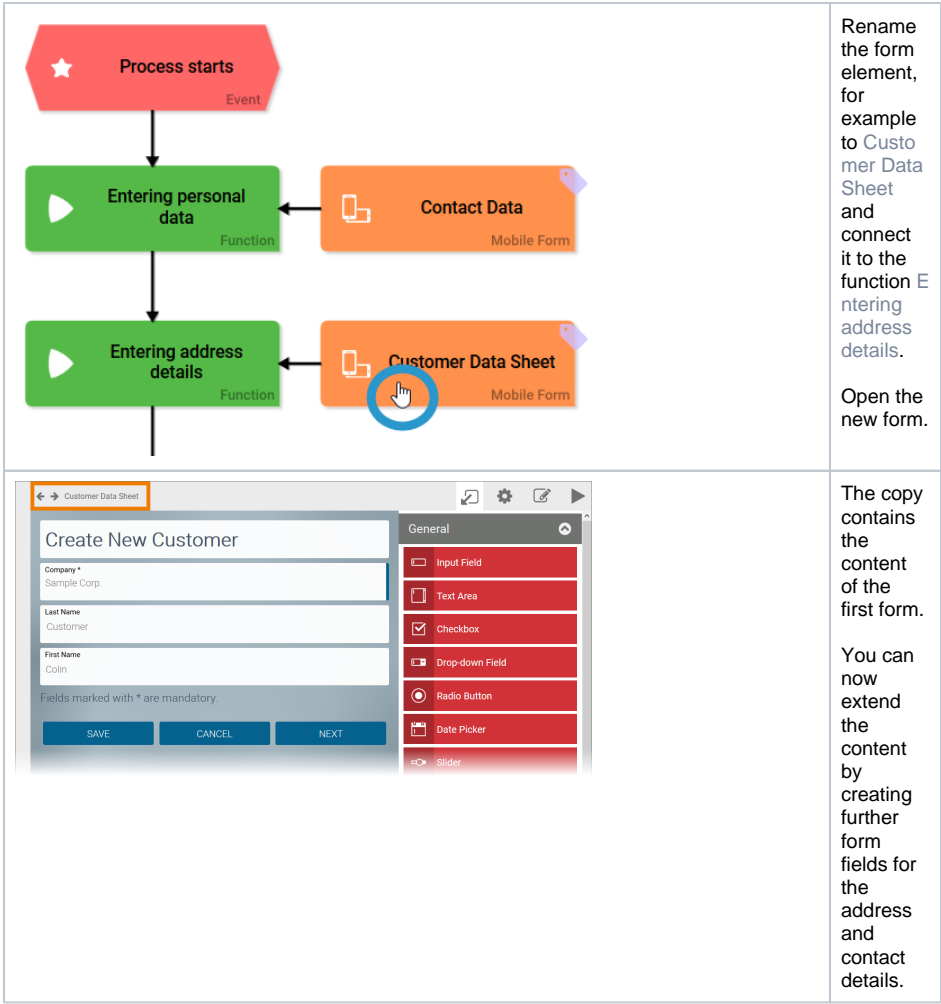 Process starts
Event
Entering personal
data
Function
Contact Data
Mobile Form
Entering address
details
Function
Customer Data Sheet
Mobile Form
Rename
the form
element,
for
example
to Custo
mer Data
Sheet
and
connect
it to the
function E
ntering
address
details.
Open the
new form.
Customer Data Sheet
Create New Customer
Company *
Sample Corp.
Last Name
Customer
First Name
Colin
Fields marked with * are mandatory.
SAVE CANCEL NEXT
General
Input Field
Text Area
Checkbox
Drop-down Field
Radio Button
Date Picker
Slider
The copy
contains
the
content
of the
first form.
You can
now
extend
the
content
by
creating
further
form
fields for
the
address
and
contact
details.